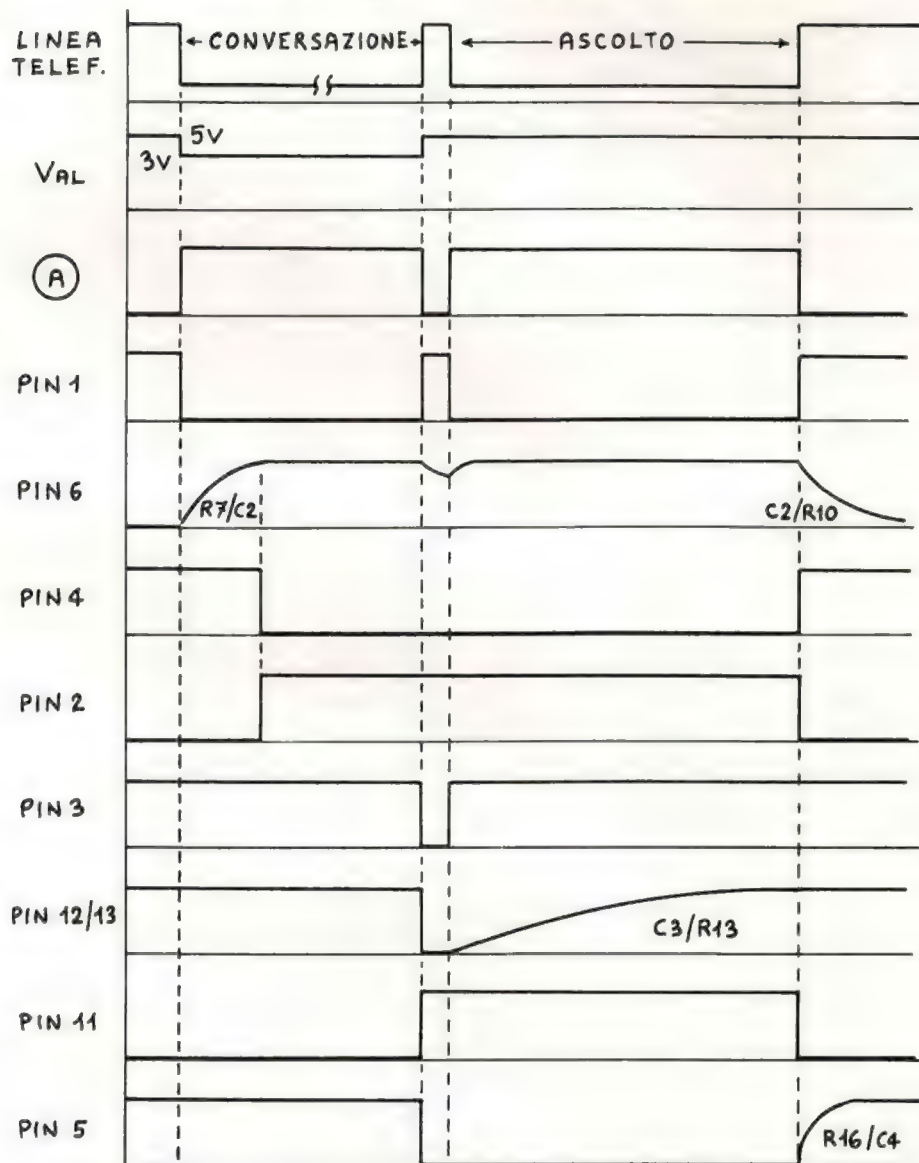 LINEA
TELEF.
CONVERSAZIONE
ASCOLTO
VAL
3V
5V
A
PIN 1
PIN 6
R7/C2
C2/R10
PIN 4
PIN 2
PIN 3
PIN 12/13
C3/R13
PIN 11
PIN 5
R16/C4